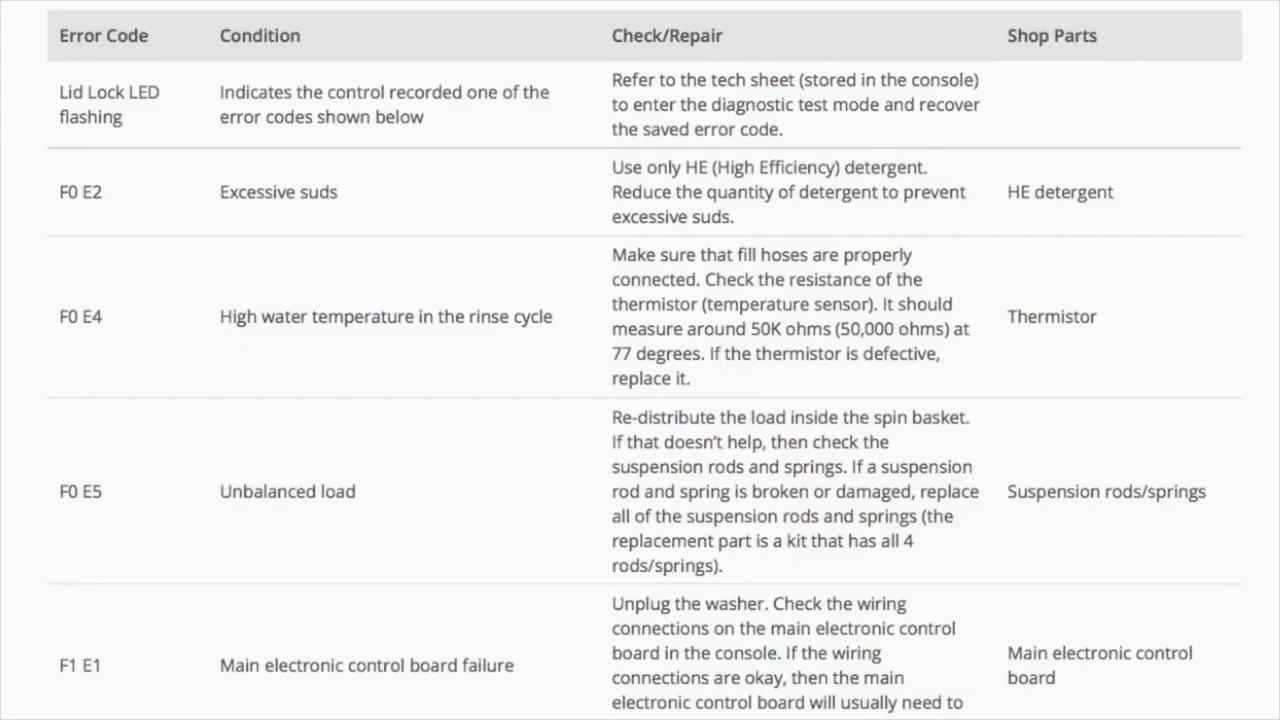 Error Code Condition Check/Repair Shop Parts
Lid Lock LED
flashing
Indicates the control recorded one of the
error codes shown below
Refer to the tech sheet (stored in the console)
to enter the diagnostic test mode and recover
the saved error code.
F0 E2
Excessive suds
Use only HE (High Efficiency) detergent.
Reduce the quantity of detergent to prevent
excessive suds.
HE detergent
F0 E4
High water temperature in the rinse cycle
Make sure that fill hoses are properly
connected. Check the resistance of the
thermistor (temperature sensor). It should
measure around 50K ohms (50,000 ohms) at
77 degrees. If the thermistor is defective,
replace it.
Thermistor
F0 E5
Unbalanced load
Re-distribute the load inside the spin basket.
If that doesn't help, then check the
suspension rods and springs. If a suspension
rod and spring is broken or damaged, replace
all of the suspension rods and springs (the
replacement part is a kit that has all 4
rods/springs).
Suspension rods/springs
F1 E1
Main electronic control board failure
Unplug the washer. Check the wiring
connections on the main electronic control
board in the console. If the wiring
connections are okay, then the main
electronic control board will usually need to
Main electronic control
board